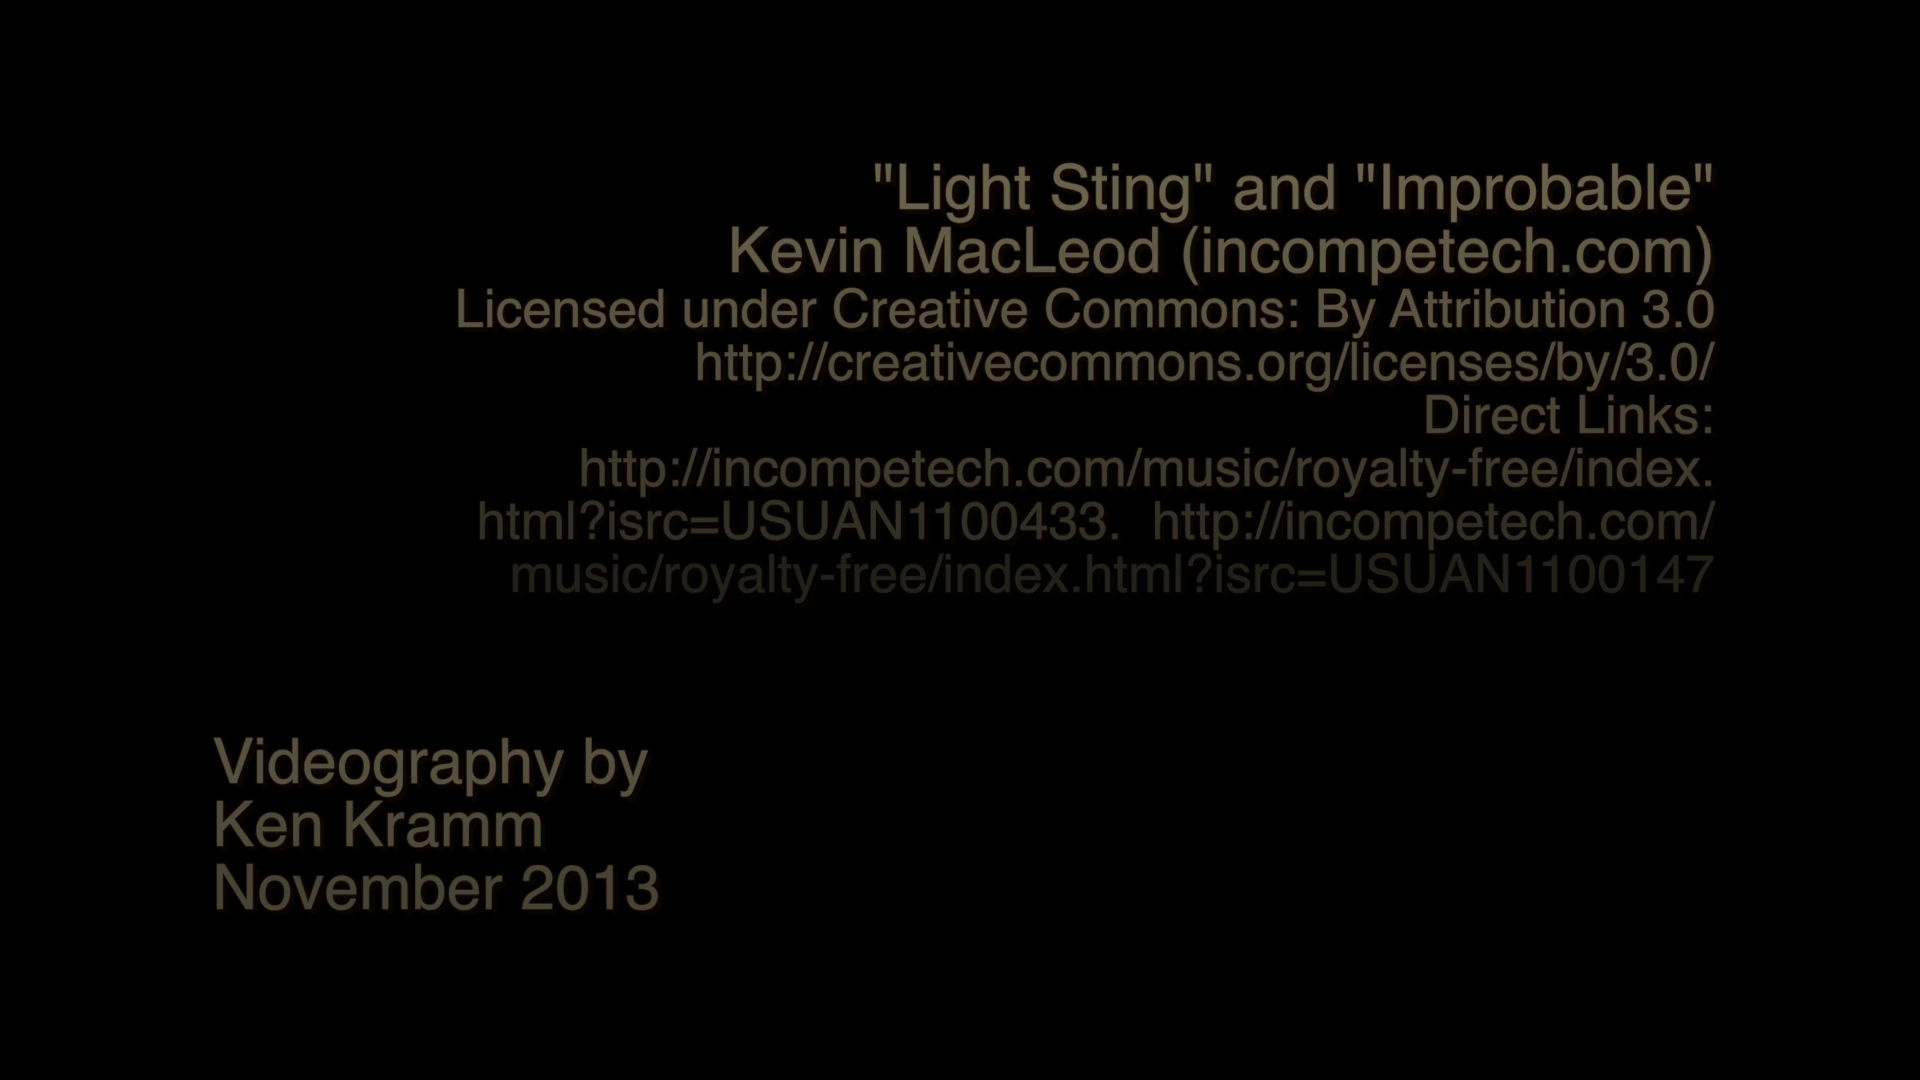 "Light Sting" and "Improbable"
Kevin MacLeod (incompetech.com)
Licensed under Creative Commons: By Attribution 3.0
http://creativecommons.org/licenses/by/3.0/
Direct Links:
http://incompetech.com/music/royalty-free/index.
html?isrc=USUAN1100433.  http://incompetech.com/
music/royalty-free/index.html?isrc=USUAN1100147
Videography by
Ken Kramm
November 2013